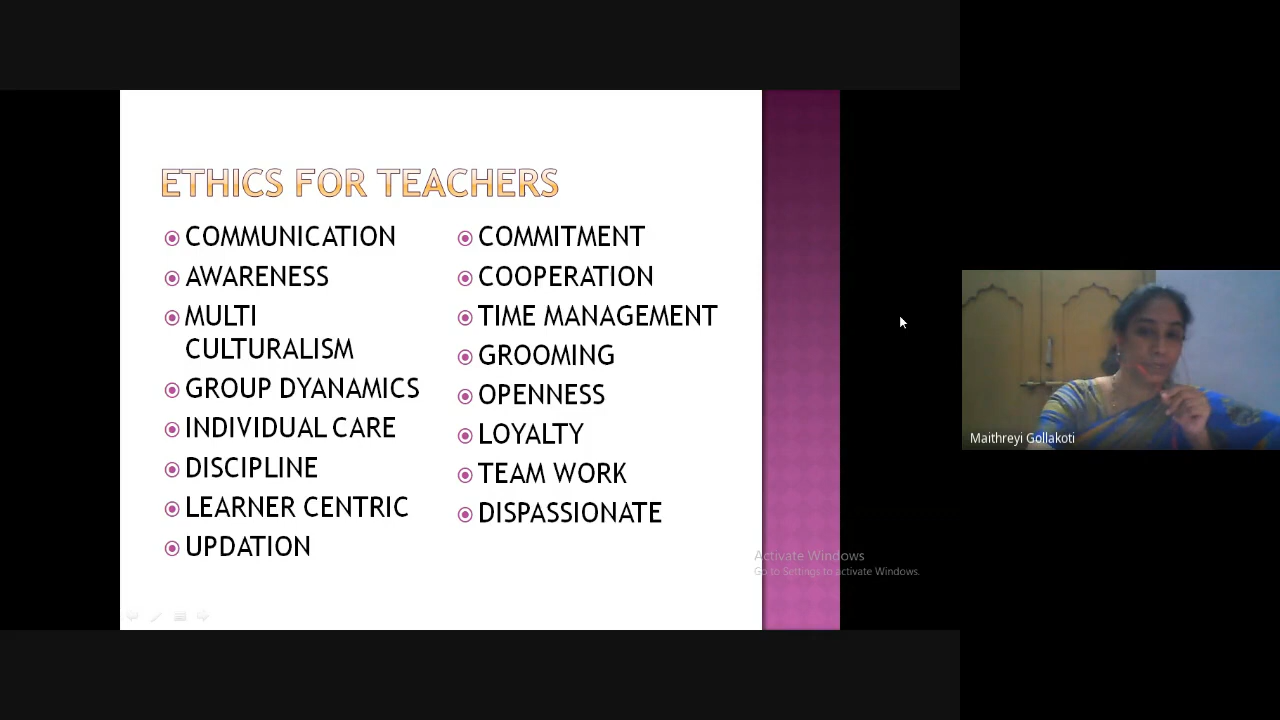 ETHICS FOR TEACHERS
COMMUNICATION
AWARENESS
MULTI
CULTURALISM
GROUP DYANAMICS
INDIVIDUAL CARE
DISCIPLINE
LEARNER CENTRIC
UPDATION
COMMITMENT
COOPERATION
TIME MANAGEMENT
GROOMING
OPENNESS
LOYALTY
TEAM WORK
DISPASSIONATE
Activate Windows
Go to Settings to activate Windows.
Maithreyi Gollakoti